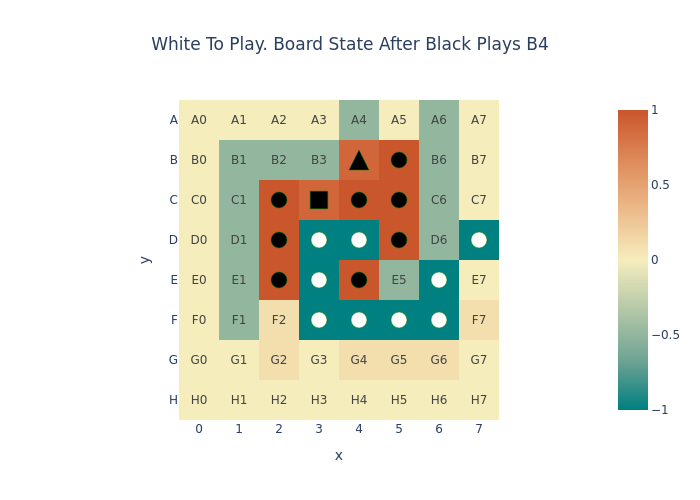 White To Play. Board State After Black Plays B4
A A0 A1 A2 A3 A4 A5 A6 A7
B B0 B1 B2 B3 B6 B7
C C0 C1 C6 C7
D D0 D1 D6
E E0 E1 E5 E7
F F0 F1 F2 F7
G G0 G1 G2 G3 G4 G5 G6 G7
H H0 H1 H2 H3 H4 H5 H6 H7
0 1 2 3 4 5 6 7
x
y
1
0.5
0
−0.5
−1